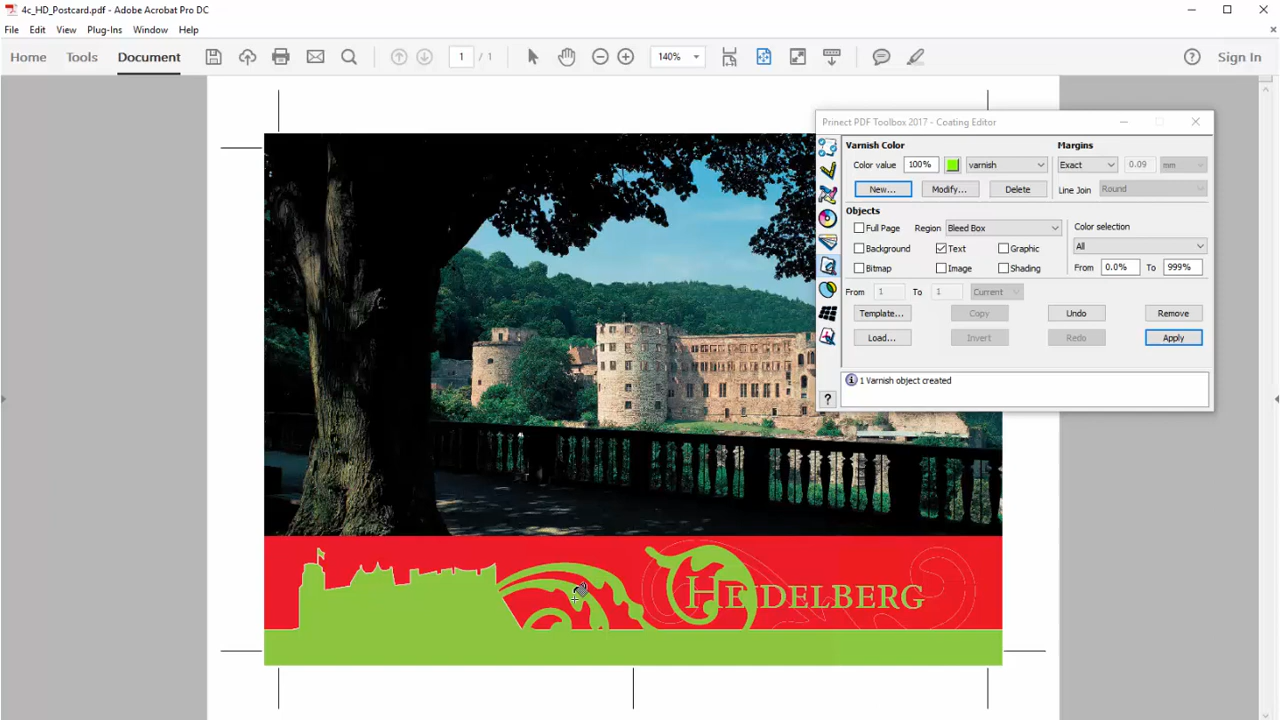 4c_HD_Postcard.pdf - Adobe Acrobat Pro DC
File Edit View Plug-Ins Window Help
Home Tools Document 1 / 1 140% Sign In
Prinect PDF Toolbox 2017 - Coating Editor
Varnish Color Margins
Color value 100% varnish Exact 0.09 mm
New... Modify... Delete Line Join Round
Objects
Full Page Region Bleed Box Color selection
Background Text Graphic All
Bitmap Image Shading From 0.0% To 999%
From 1 To 1 Current
Template... Copy Undo Remove
Load... Invert Redo Apply
1 Varnish object created
?
HEIDELBERG